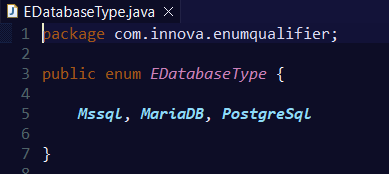 EDatabaseType.java
1 package com.innova.enumqualifier;
2
3 public enum EDatabaseType {
4
5 Mssql, MariaDB, PostgreSql
6
7 }
8